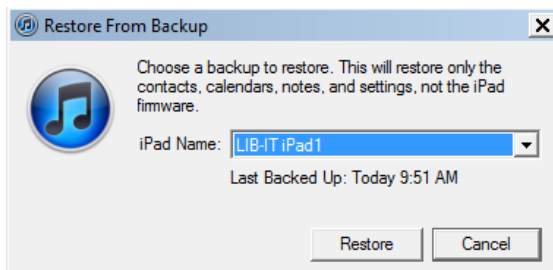 Restore From Backup
Choose a backup to restore. This will restore only the
contacts, calendars, notes, and settings, not the iPad
firmware.
iPad Name: LIB-IT iPad1
Last Backed Up: Today 9:51 AM
Restore Cancel